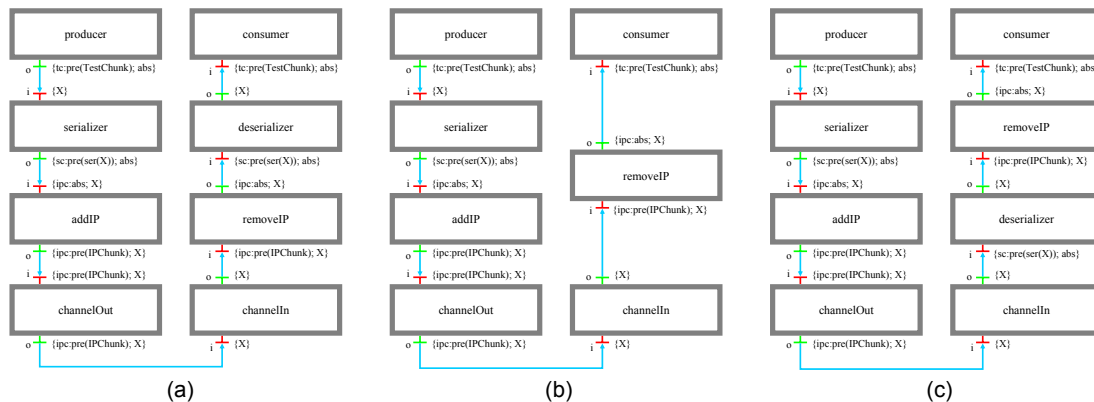 producer
o {tc:pre(TestChunk); abs}
i {X}
serializer
o {sc:pre(ser(X)); abs}
i {ipc:abs; X}
addIP
o {ipc:pre(IPChunk); X}
i {ipc:pre(IPChunk); X}
channelOut
o {ipc:pre(IPChunk); X}
consumer
i {tc:pre(TestChunk); abs}
o {X}
deserializer
i {sc:pre(ser(X)); abs}
o {ipc:abs; X}
removeIP
i {ipc:pre(IPChunk); X}
o {X}
channelIn
i {X}
(a)
producer
o {tc:pre(TestChunk); abs}
i {X}
serializer
o {sc:pre(ser(X)); abs}
i {ipc:abs; X}
addIP
o {ipc:pre(IPChunk); X}
i {ipc:pre(IPChunk); X}
channelOut
o {ipc:pre(IPChunk); X}
consumer
i {tc:pre(TestChunk); abs}
o {ipc:abs; X}
removeIP
i {ipc:pre(IPChunk); X}
o {X}
channelIn
i {X}
(b)
producer
o {tc:pre(TestChunk); abs}
i {X}
serializer
o {sc:pre(ser(X)); abs}
i {ipc:abs; X}
addIP
o {ipc:pre(IPChunk); X}
i {ipc:pre(IPChunk); X}
channelOut
o {ipc:pre(IPChunk); X}
consumer
i {tc:pre(TestChunk); abs}
o {ipc:abs; X}
removeIP
i {ipc:pre(IPChunk); X}
o {X}
deserializer
i {sc:pre(ser(X)); abs}
o {X}
channelIn
i {X}
(c)